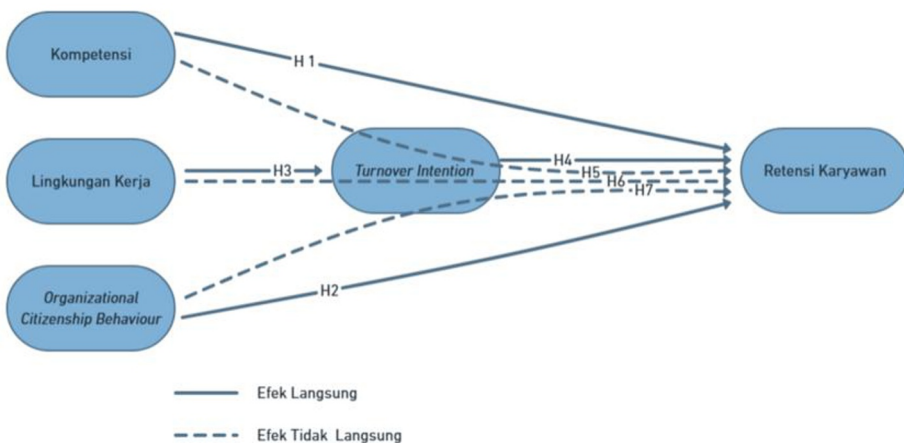 Kompetensi
H 1
Lingkungan Kerja
H3
Turnover Intention
H4
H5
H6
H7
Retensi Karyawan
Organizational
Citizenship Behaviour
H2
Efek Langsung
Efek Tidak Langsung